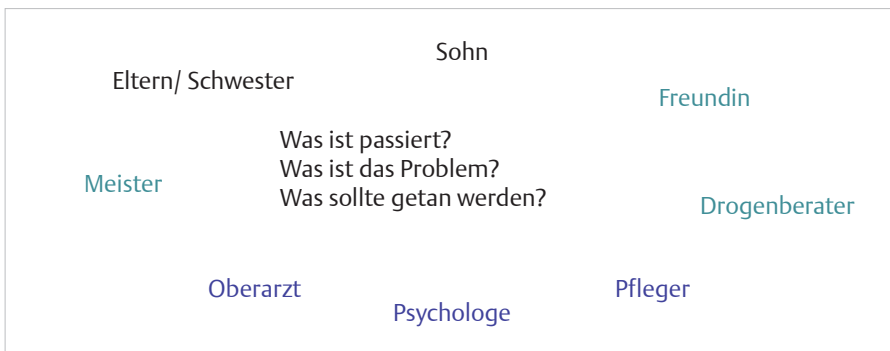 Sohn
Eltern/ Schwester
Freundin
Was ist passiert?
Was ist das Problem?
Meister
Was sollte getan werden?
Drogenberater
Oberarzt
Pfleger
Psychologe